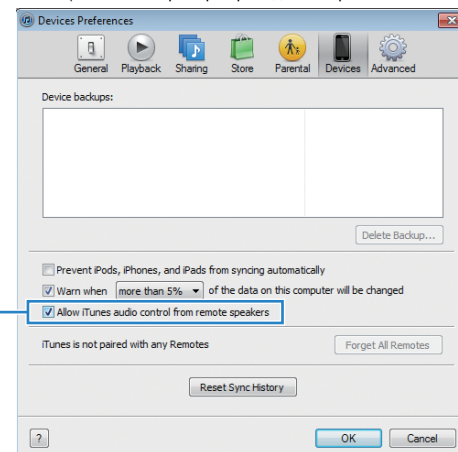 Devices Preferences
General Playback Sharing Store Parental Devices Advanced
Device backups:
Delete Backup...
Prevent iPods, iPhones, and iPads from syncing automatically
Warn when more than 5% of the data on this computer will be changed
Allow iTunes audio control from remote speakers
iTunes is not paired with any Remotes Forget All Remotes
Reset Sync History
? OK Cancel